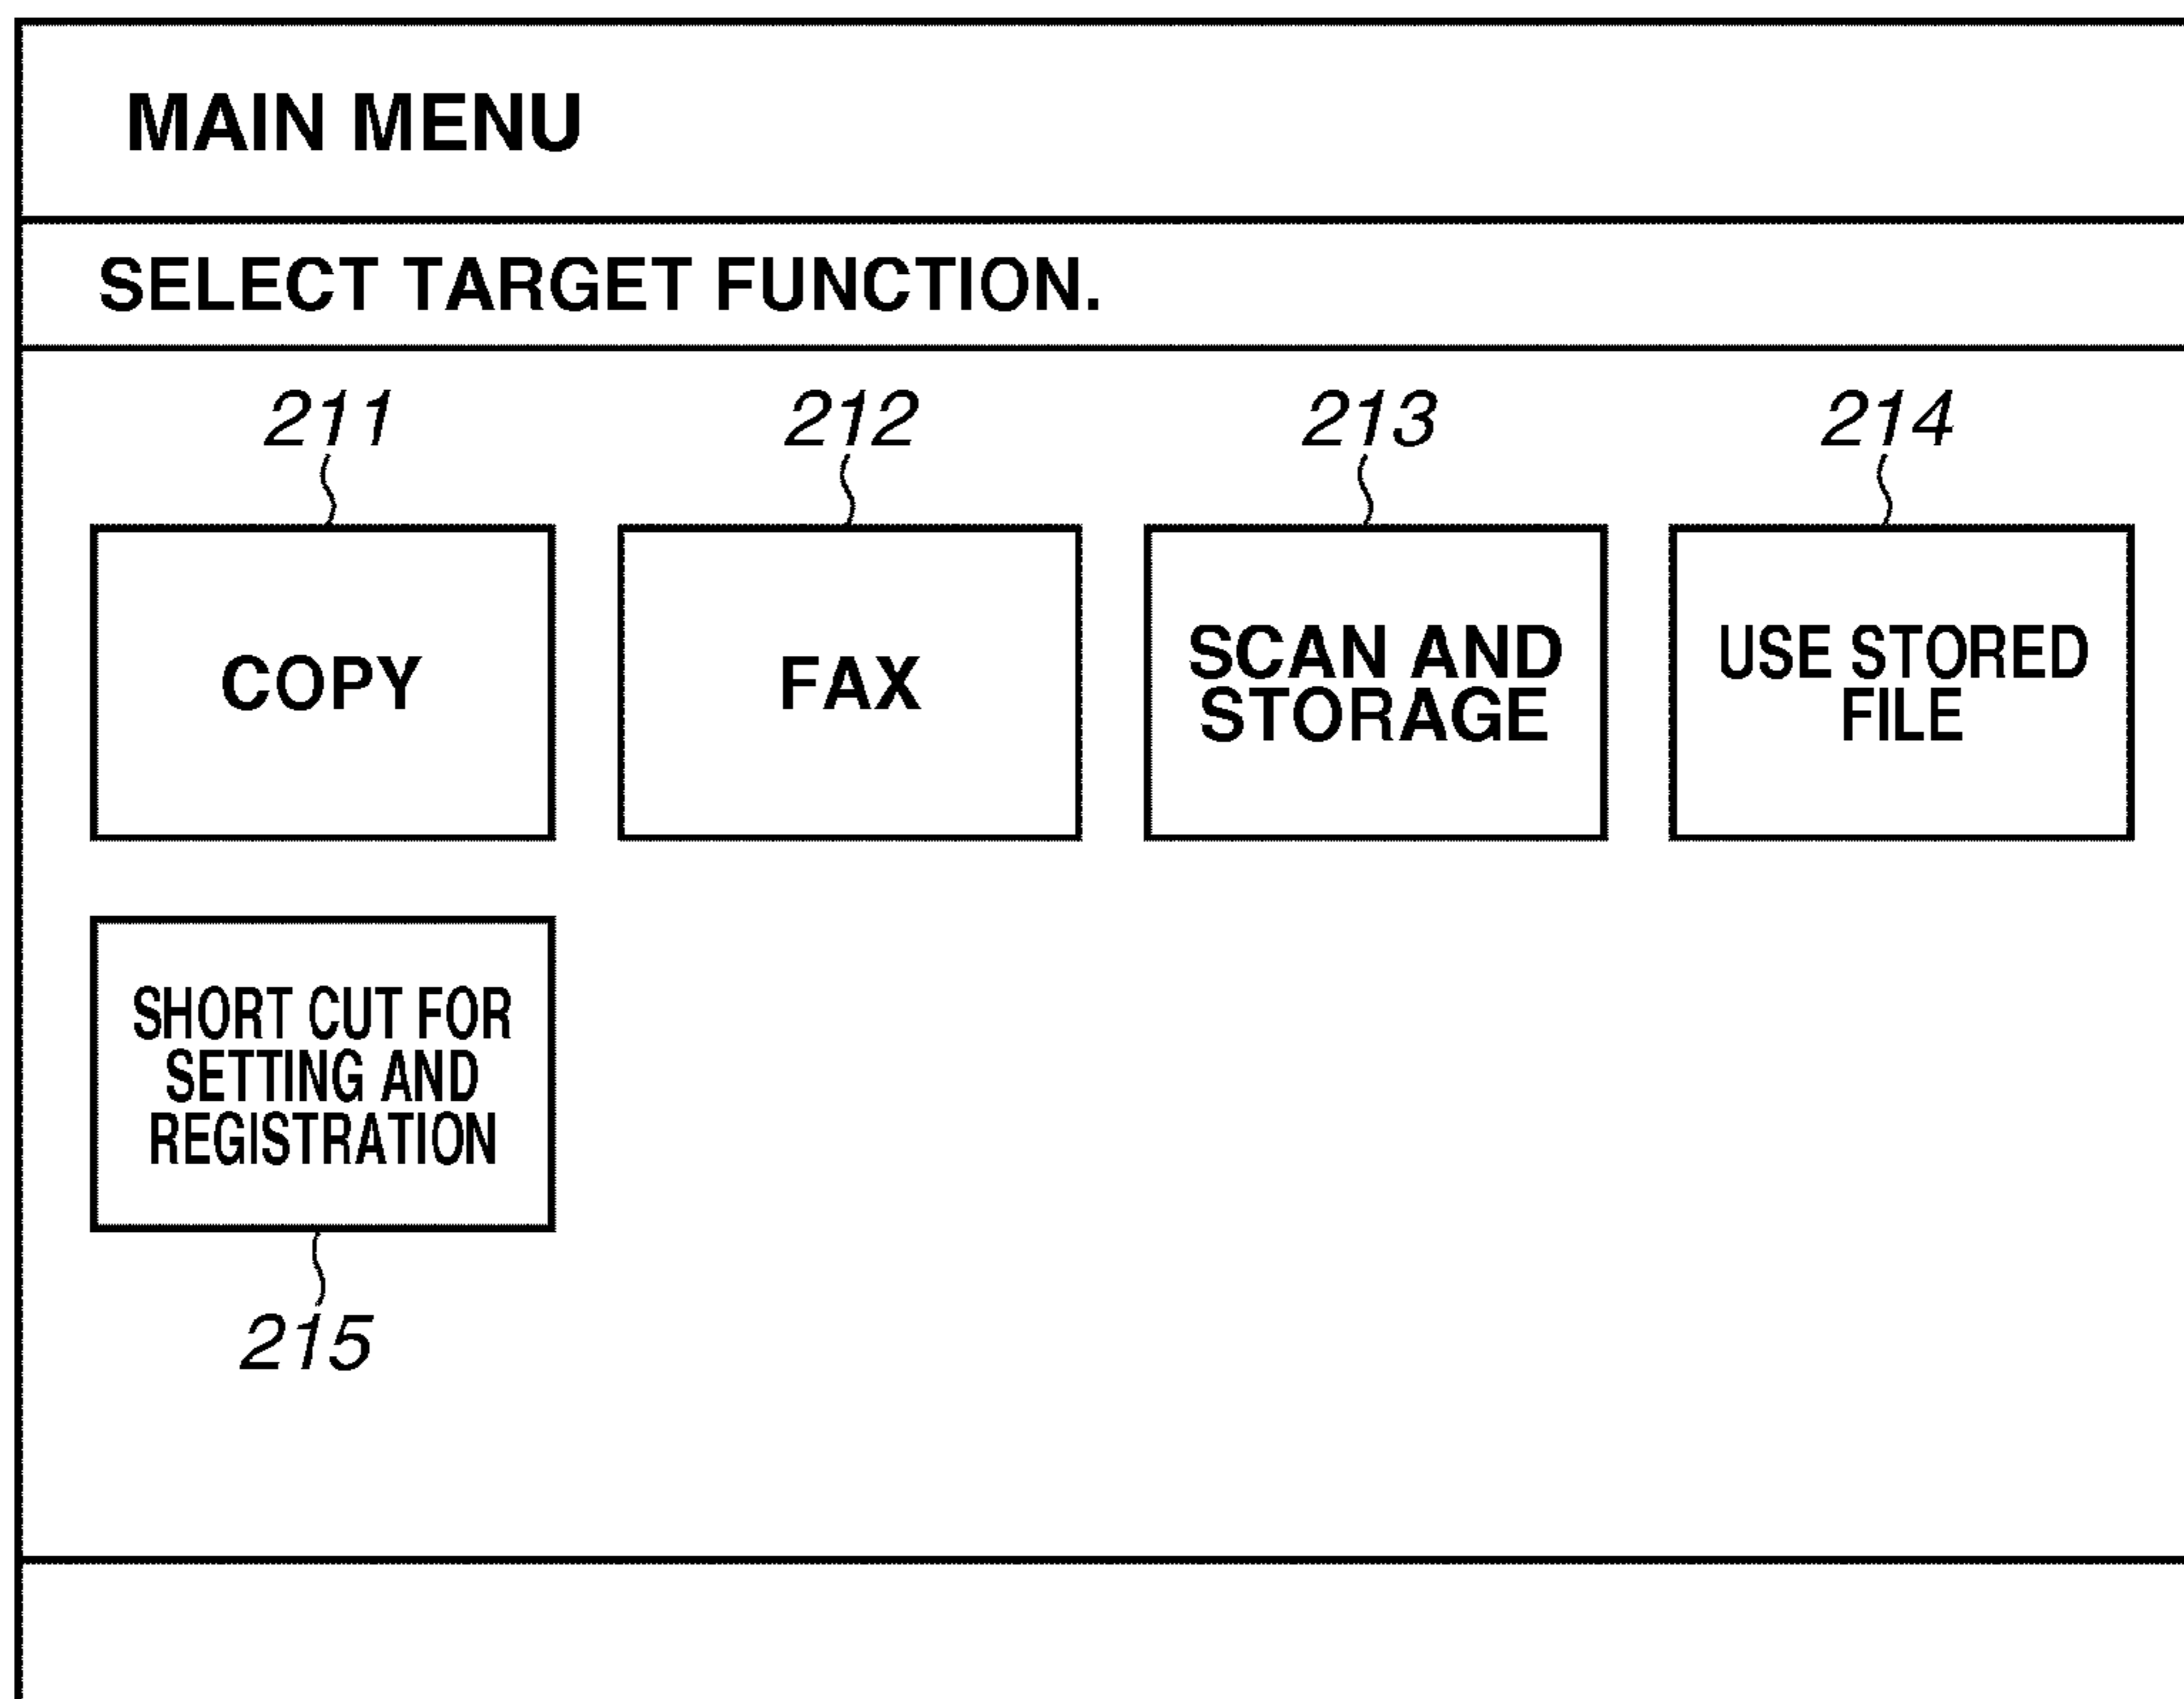 MAIN MENU
SELECT TARGET FUNCTION.
211
212
213
214
COPY
FAX
SCAN AND
STORAGE
USE STORED
FILE
SHORT CUT FOR
SETTING AND
REGISTRATION
215